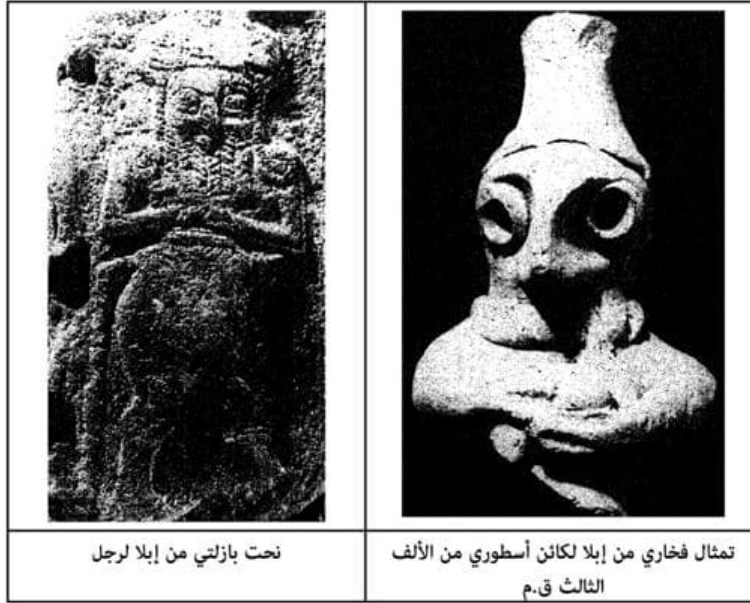 تمثال فخاري من إبلا لكائن أسطوري من الألف
الثالث ق.م
نحت بازلتي من إبلا لرجل